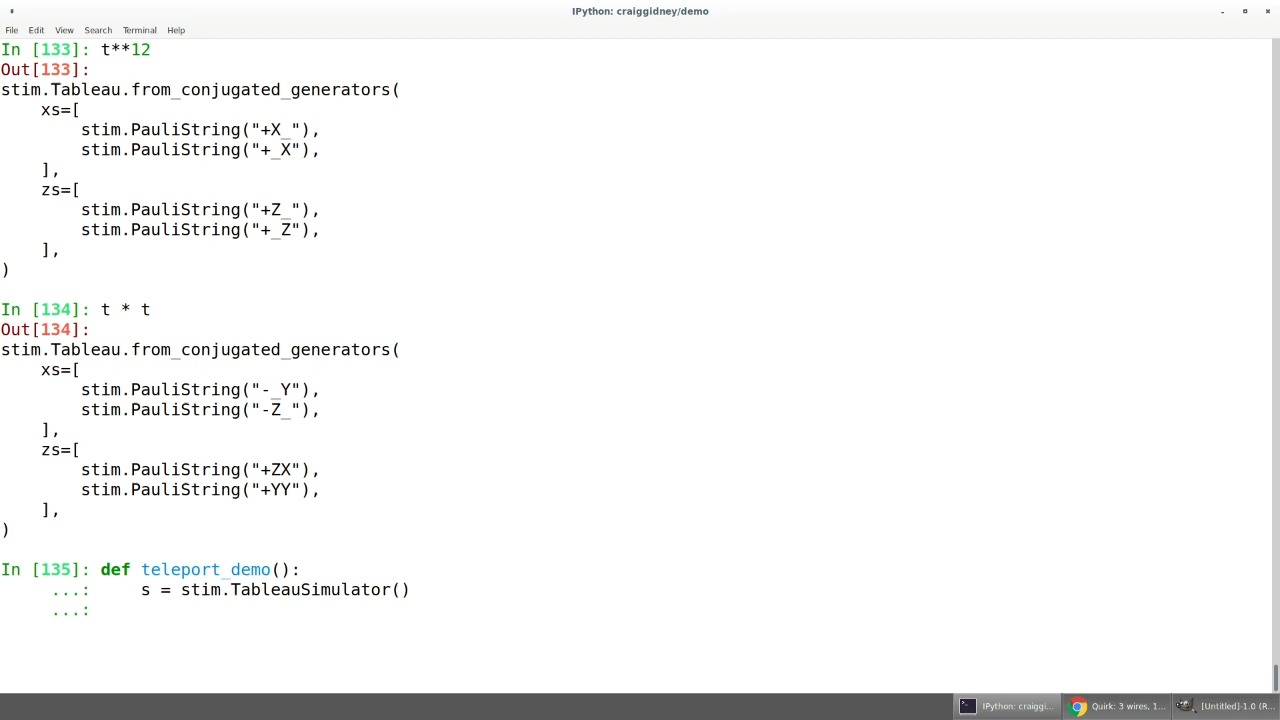 IPython: craiggidney/demo
File Edit View Search Terminal Help
In [133]: t**12
Out[133]:
stim.Tableau.from_conjugated_generators(
    xs=[
        stim.PauliString("+X_"),
        stim.PauliString("+_X"),
    ],
    zs=[
        stim.PauliString("+Z_"),
        stim.PauliString("+_Z"),
    ],
)
In [134]: t * t
Out[134]:
stim.Tableau.from_conjugated_generators(
    xs=[
        stim.PauliString("-_Y"),
        stim.PauliString("-Z_"),
    ],
    zs=[
        stim.PauliString("+ZX"),
        stim.PauliString("+YY"),
    ],
)
In [135]: def teleport_demo():
     ...:     s = stim.TableauSimulator()
     ...:
IPython: craiggi... Quirk: 3 wires, 1... [Untitled]-1.0 (R...